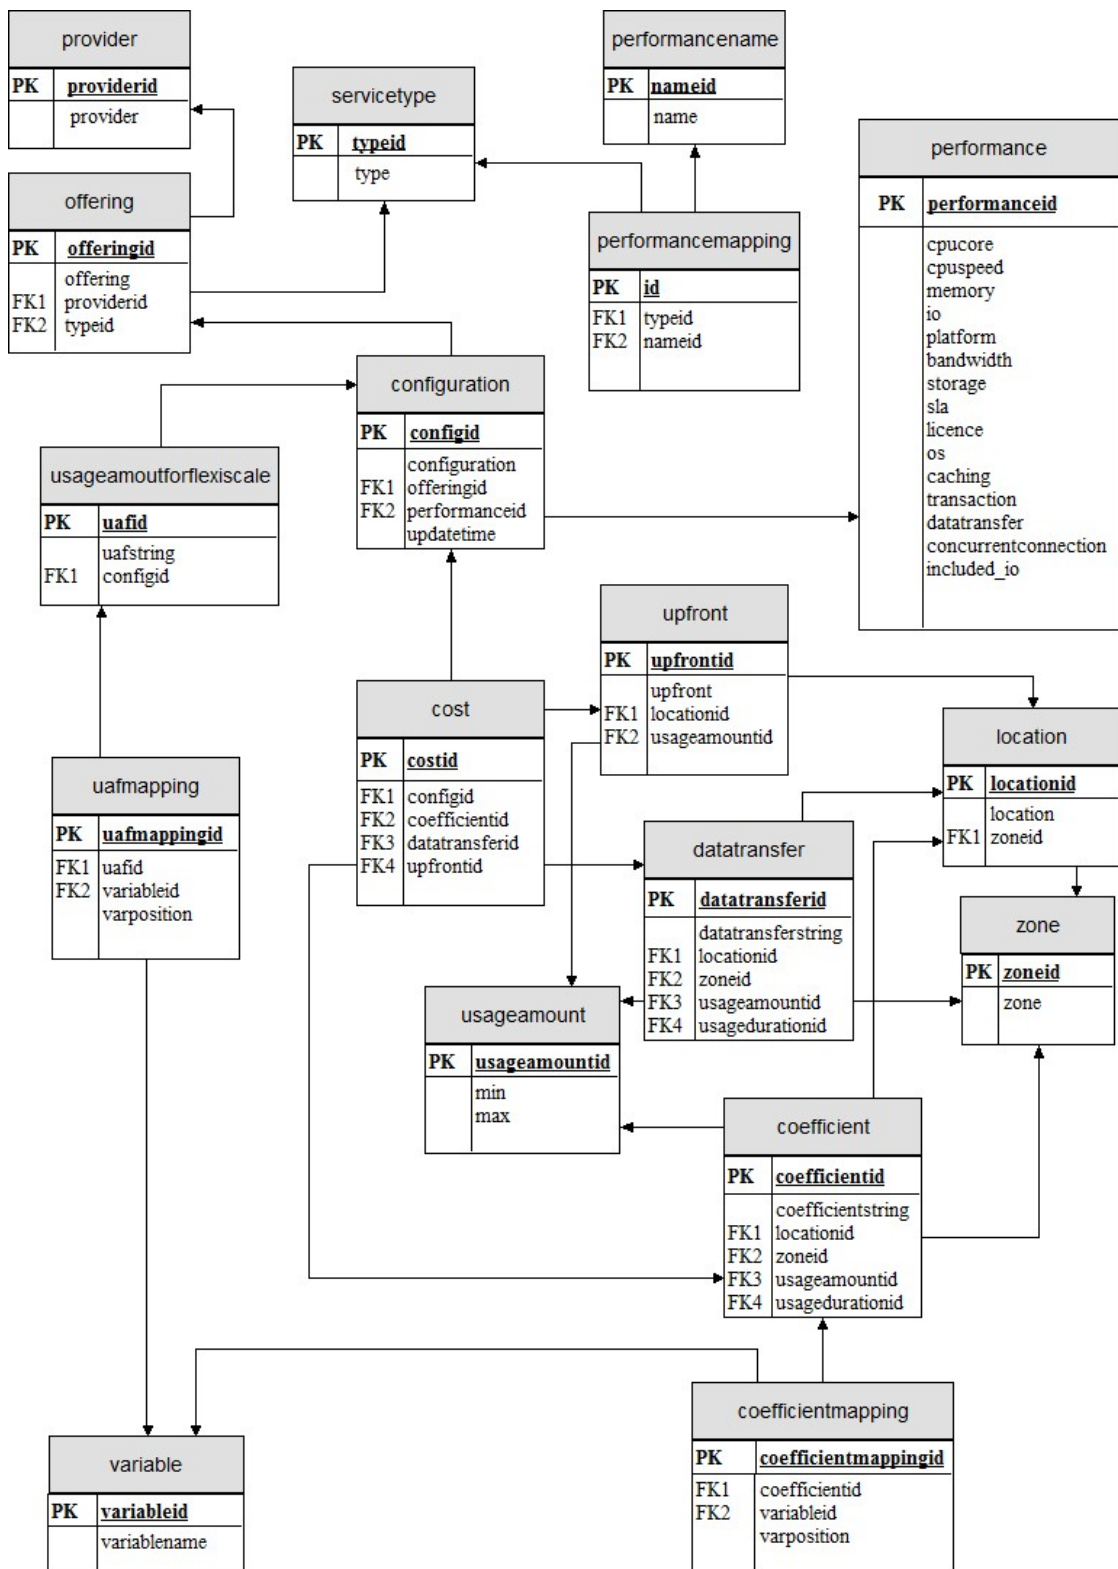 provider
PK providerid
provider
performancename
PK nameid
name
servicetype
PK typeid
type
performance
PK performanceid
cpucore
cpuspeed
memory
io
platform
bandwidth
storage
sla
licence
os
caching
transaction
datatransfer
concurrentconnection
included_io
offering
PK offeringid
offering
FK1 providerid
FK2 typeid
performancemapping
PK id
FK1 typeid
FK2 nameid
configuration
PK configid
configuration
FK1 offeringid
FK2 performanceid
updatetime
usageamoutforflexiscale
PK uafid
uafstring
FK1 configid
upfront
PK upfrontid
upfront
FK1 locationid
FK2 usageamountid
cost
PK costid
FK1 configid
FK2 coefficientid
FK3 datatransferid
FK4 upfrontid
location
PK locationid
location
FK1 zoneid
uafmapping
PK uafmappingid
FK1 uafid
FK2 variableid
varposition
datatransfer
PK datatransferid
datatransferstring
FK1 locationid
FK2 zoneid
FK3 usageamountid
FK4 usagedurationid
zone
PK zoneid
zone
usageamount
PK usageamountid
min
max
coefficient
PK coefficientid
coefficientstring
FK1 locationid
FK2 zoneid
FK3 usageamountid
FK4 usagedurationid
coefficientmapping
PK coefficientmappingid
FK1 coefficientid
FK2 variableid
varposition
variable
PK variableid
variablename